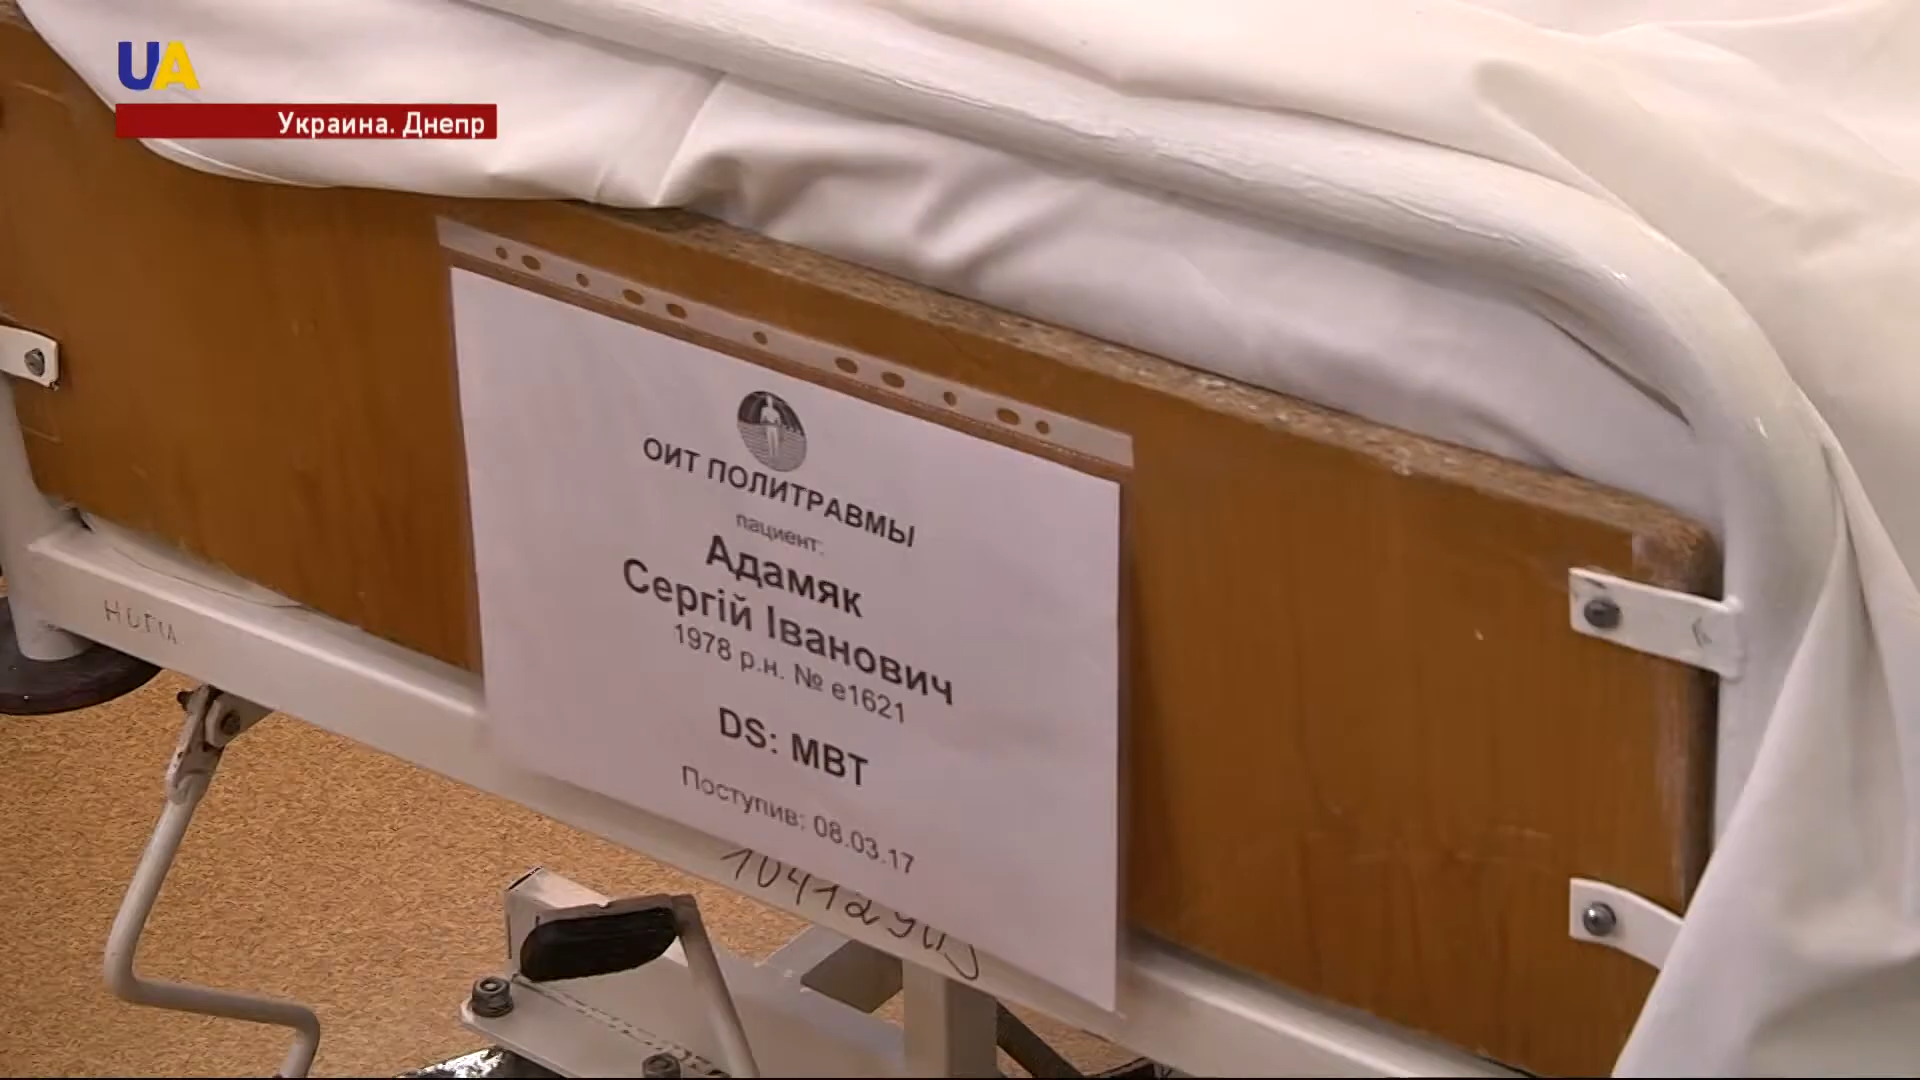 UA
Украина. Днепр
ОИТ ПОЛИТРАВМЫ
пациент:
Адамяк
Сергій Іванович
1978 р.н. № е1621
DS: МВТ
Поступив: 08.03.17